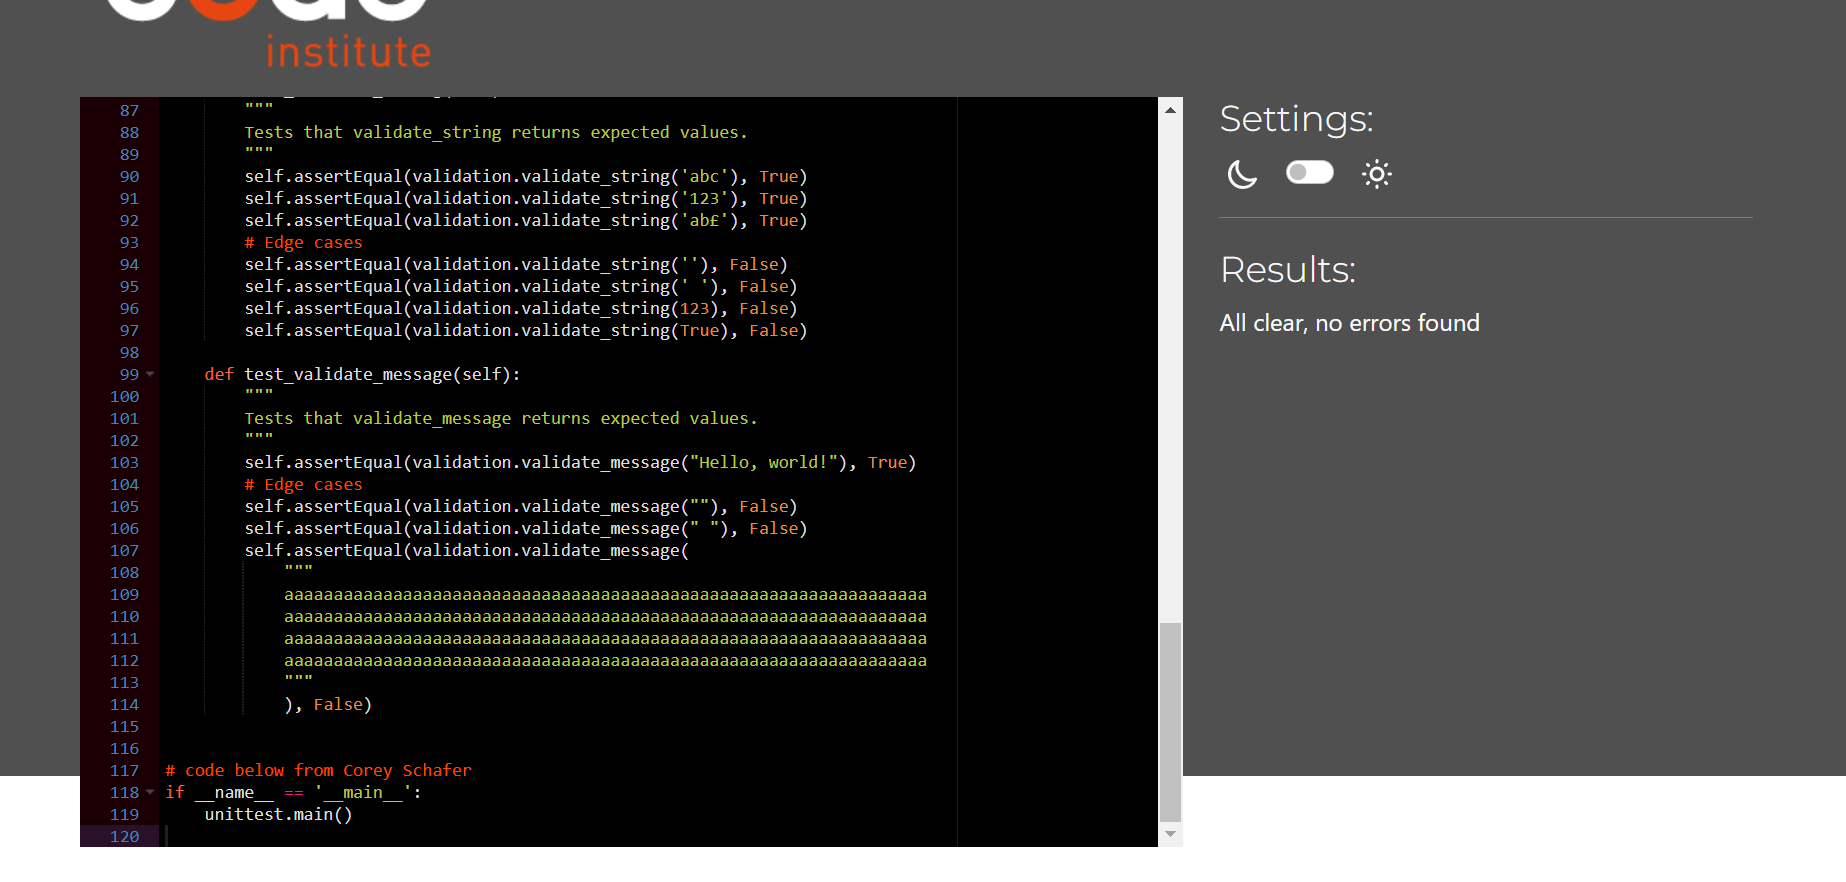 institute
87 """
88 Tests that validate_string returns expected values.
89 """
90 self.assertEqual(validation.validate_string('abc'), True)
91 self.assertEqual(validation.validate_string('123'), True)
92 self.assertEqual(validation.validate_string('ab£'), True)
93 # Edge cases
94 self.assertEqual(validation.validate_string(''), False)
95 self.assertEqual(validation.validate_string(' '), False)
96 self.assertEqual(validation.validate_string(123), False)
97 self.assertEqual(validation.validate_string(True), False)
98
99 def test_validate_message(self):
100 """
101 Tests that validate_message returns expected values.
102 """
103 self.assertEqual(validation.validate_message("Hello, world!"), True)
104 # Edge cases
105 self.assertEqual(validation.validate_message(""), False)
106 self.assertEqual(validation.validate_message(" "), False)
107 self.assertEqual(validation.validate_message(
108 """
109 aaaaaaaaaaaaaaaaaaaaaaaaaaaaaaaaaaaaaaaaaaaaaaaaaaaaaaaaaaaaaaaaa
110 aaaaaaaaaaaaaaaaaaaaaaaaaaaaaaaaaaaaaaaaaaaaaaaaaaaaaaaaaaaaaaaaa
111 aaaaaaaaaaaaaaaaaaaaaaaaaaaaaaaaaaaaaaaaaaaaaaaaaaaaaaaaaaaaaaaaa
112 aaaaaaaaaaaaaaaaaaaaaaaaaaaaaaaaaaaaaaaaaaaaaaaaaaaaaaaaaaaaaaaaa
113 """
114 ), False)
115
116
117 # code below from Corey Schafer
118 if __name__ == '__main__':
119 unittest.main()
120
Settings:
Results:
All clear, no errors found